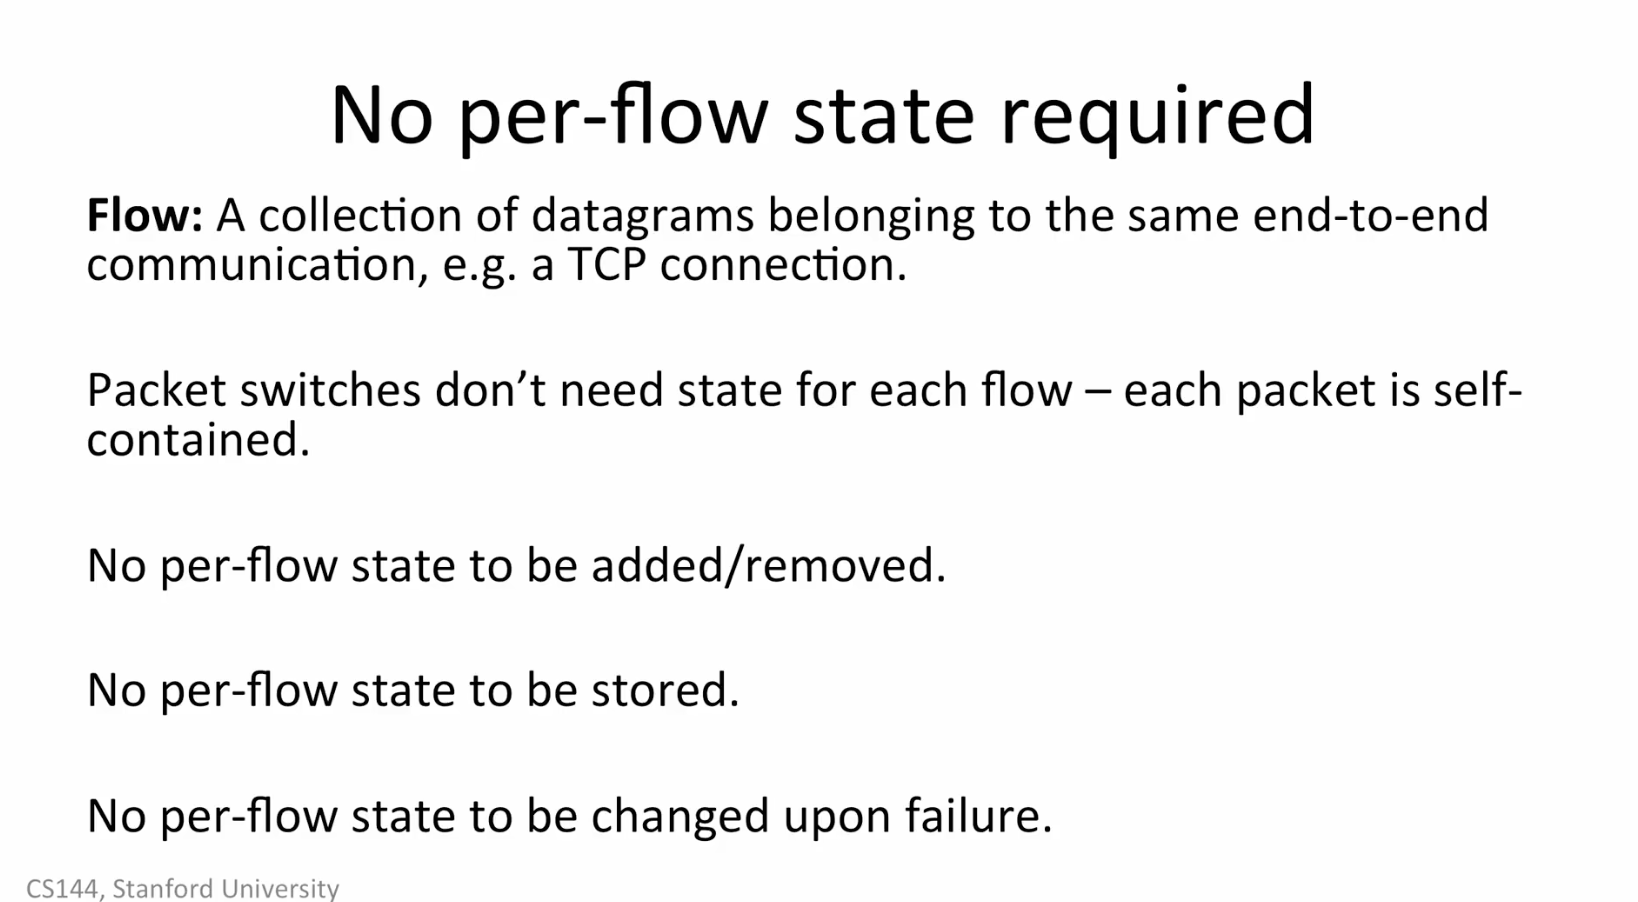 No per-flow state required
Flow: A collection of datagrams belonging to the same end-to-end
communication, e.g. a TCP connection.
Packet switches don’t need state for each flow – each packet is self-
contained.
No per-flow state to be added/removed.
No per-flow state to be stored.
No per-flow state to be changed upon failure.
CS144, Stanford University